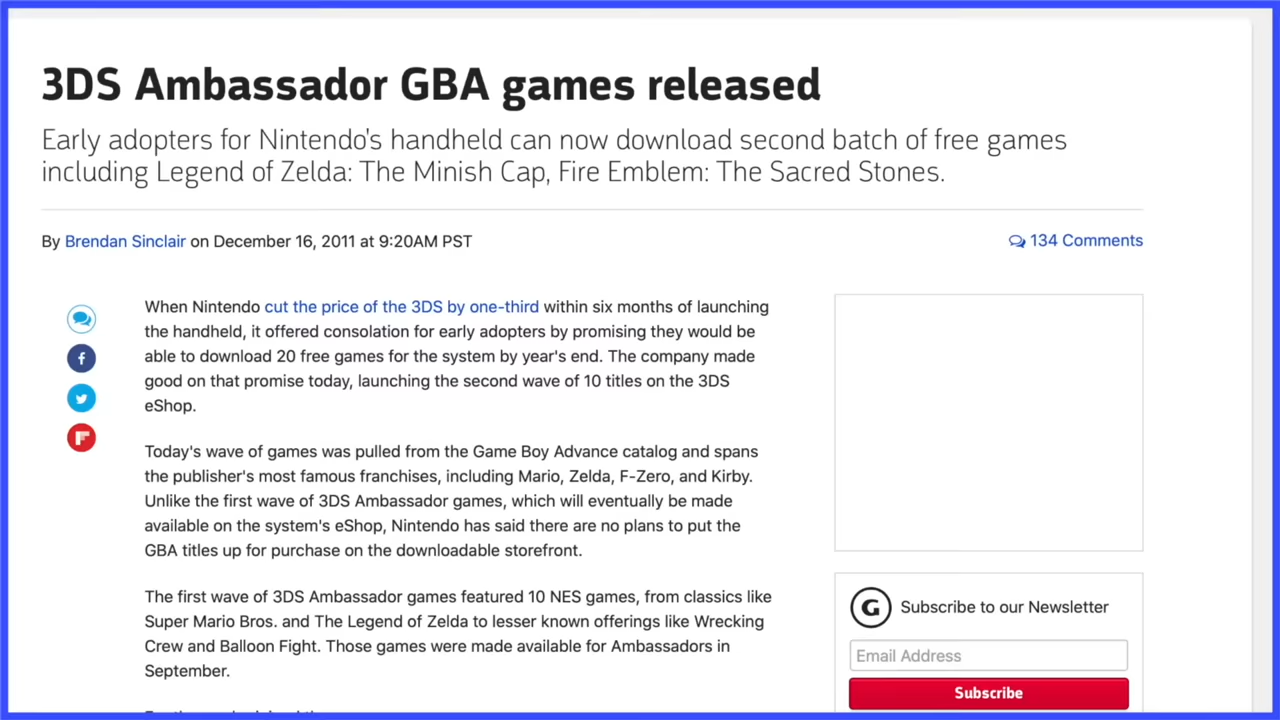 3DS Ambassador GBA games released
Early adopters for Nintendo's handheld can now download second batch of free games
including Legend of Zelda: The Minish Cap, Fire Emblem: The Sacred Stones.
By Brendan Sinclair on December 16, 2011 at 9:20AM PST
134 Comments
When Nintendo cut the price of the 3DS by one-third within six months of launching
the handheld, it offered consolation for early adopters by promising they would be
able to download 20 free games for the system by year's end. The company made
good on that promise today, launching the second wave of 10 titles on the 3DS
eShop.
Today's wave of games was pulled from the Game Boy Advance catalog and spans
the publisher's most famous franchises, including Mario, Zelda, F-Zero, and Kirby.
Unlike the first wave of 3DS Ambassador games, which will eventually be made
available on the system's eShop, Nintendo has said there are no plans to put the
GBA titles up for purchase on the downloadable storefront.
The first wave of 3DS Ambassador games featured 10 NES games, from classics like
Super Mario Bros. and The Legend of Zelda to lesser known offerings like Wrecking
Crew and Balloon Fight. Those games were made available for Ambassadors in
September.
G Subscribe to our Newsletter
Email Address
Subscribe